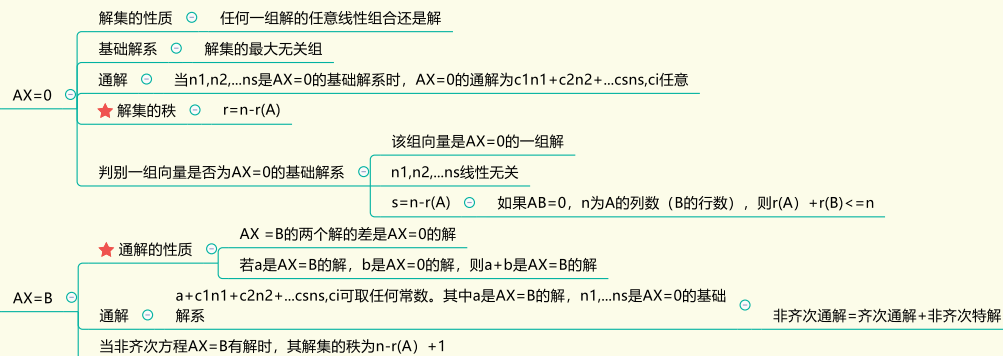 解集的性质 任何一组解的任意线性组合还是解
基础解系 解集的最大无关组
通解 当n1,n2,...ns是AX=0的基础解系时，AX=0的通解为c1n1+c2n2+...csns,ci任意
AX=0
解集的秩 r=n-r(A)
该组向量是AX=0的一组解
判别一组向量是否为AX=0的基础解系 n1,n2,...ns线性无关
s=n-r(A) 如果AB=0，n为A的列数（B的行数），则r(A）+r(B)<=n
AX =B的两个解的差是AX=0的解
通解的性质
若a是AX=B的解，b是AX=0的解，则a+b是AX=B的解
AX=B
a+c1n1+c2n2+...csns,ci可取任何常数。其中a是AX=B的解，n1,...ns是AX=0的基础
通解 解系 非齐次通解=齐次通解+非齐次特解
当非齐次方程AX=B有解时，其解集的秩为n-r(A）+1